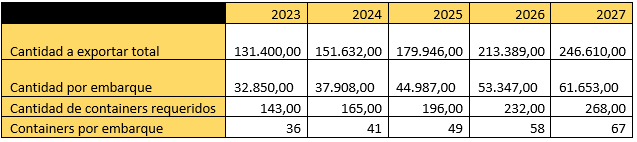 2023 2024 2025 2026 2027
Cantidad a exportar total 131.400,00 151.632,00 179.946,00 213.389,00 246.610,00
Cantidad por embarque 32.850,00 37.908,00 44.987,00 53.347,00 61.653,00
Cantidad de containers requeridos 143,00 165,00 196,00 232,00 268,00
Containers por embarque 36 41 49 58 67